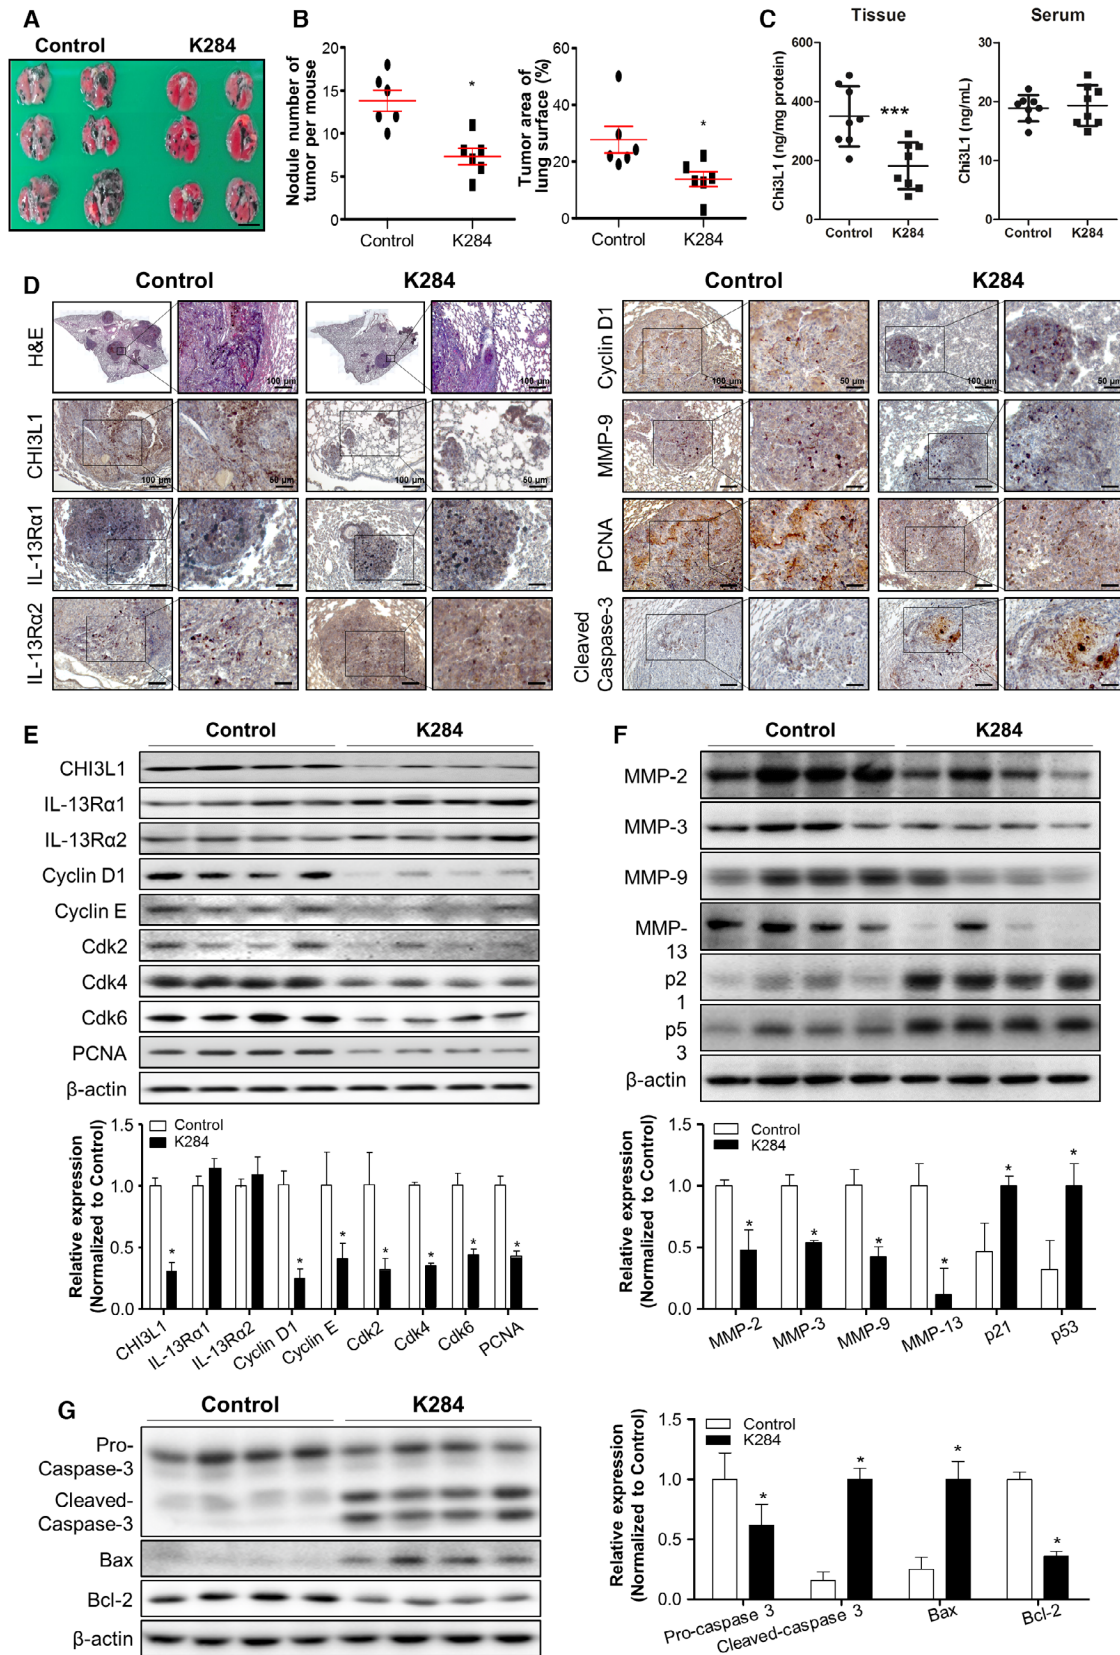 A
Control
K284
B
Nodule number of
tumor per mouse
20
15
10
5
0
*
Control
K284
Tumor area of
lung surface (%)
60
40
20
0
*
Control
K284
C
Tissue
Chi3L1 (ng/mg protein)
600
400
200
0
***
Control
K284
Serum
Chi3L1 (ng/mL)
30
20
10
0
Control
K284
D
Control
K284
H&E
100 μm
100 μm
CHI3L1
100 μm
50 μm
100 μm
50 μm
IL-13Rα1
IL-13Rα2
Control
K284
Cyclin D1
100 μm
50 μm
100 μm
50 μm
MMP-9
PCNA
Cleaved
Caspase-3
E
Control
K284
CHI3L1
IL-13Rα1
IL-13Rα2
Cyclin D1
Cyclin E
Cdk2
Cdk4
Cdk6
PCNA
β-actin
Relative expression
(Normalized to Control)
1.5
1.0
0.5
0.0
Control
K284
* * * * * * *
CHI3L1
IL-13Rα1
IL-13Rα2
Cyclin D1
Cyclin E
Cdk2
Cdk4
Cdk6
PCNA
F
Control
K284
MMP-2
MMP-3
MMP-9
MMP-
13
p2
1
p5
3
β-actin
Relative expression
(Normalized to Control)
1.5
1.0
0.5
0.0
Control
K284
* * * * * *
MMP-2
MMP-3
MMP-9
MMP-13
p21
p53
G
Control
K284
Pro-
Caspase-3
Cleaved-
Caspase-3
Bax
Bcl-2
β-actin
Relative expression
(Normalized to Control)
1.5
1.0
0.5
0.0
Control
K284
* * * *
Pro-caspase 3
Cleaved-caspase 3
Bax
Bcl-2